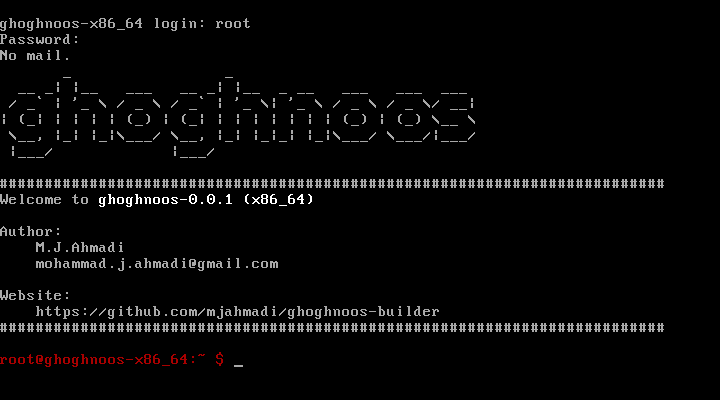 ghoghnoos-x86_64 login: root
Password:
No mail.
ghoghnoos
##########################################################################
Welcome to ghoghnoos-0.0.1 (x86_64)
Author:
M.J.Ahmadi
mohammad.j.ahmadi@gmail.com
Website:
https://github.com/mjahmadi/ghoghnoos-builder
##########################################################################
root@ghoghnoos-x86_64:~ $ _